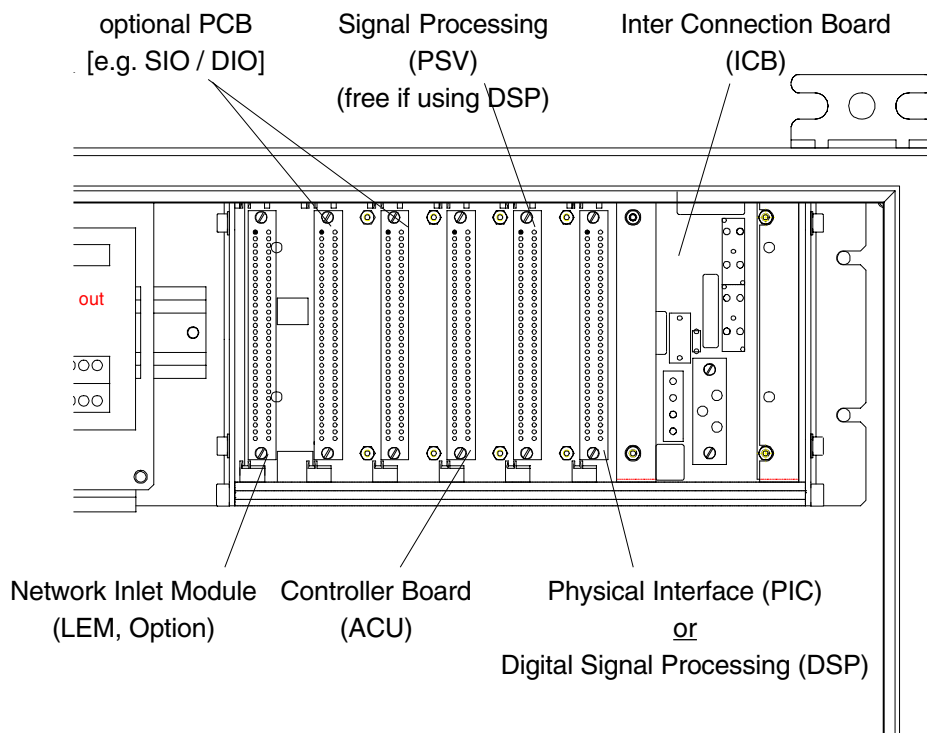 optional PCB
[e.g. SIO / DIO]
Signal Processing
(PSV)
(free if using DSP)
Inter Connection Board
(ICB)
out
Network Inlet Module
(LEM, Option)
Controller Board
(ACU)
Physical Interface (PIC)
or
Digital Signal Processing (DSP)